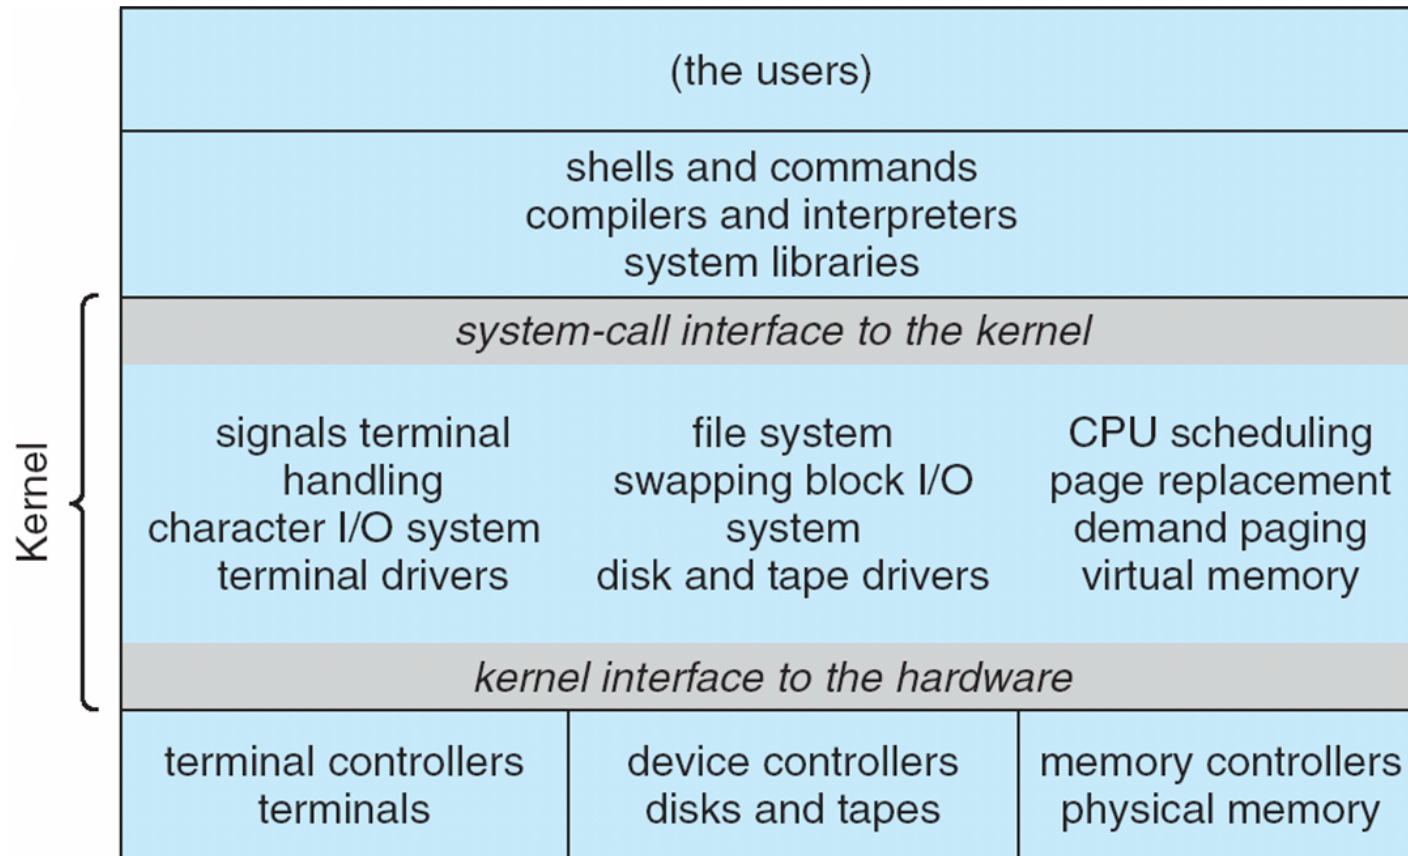 (the users)
shells and commands
compilers and interpreters
system libraries
system-call interface to the kernel
Kernel
signals terminal
handling
character I/O system
terminal drivers
file system
swapping block I/O
system
disk and tape drivers
CPU scheduling
page replacement
demand paging
virtual memory
kernel interface to the hardware
terminal controllers
terminals
device controllers
disks and tapes
memory controllers
physical memory